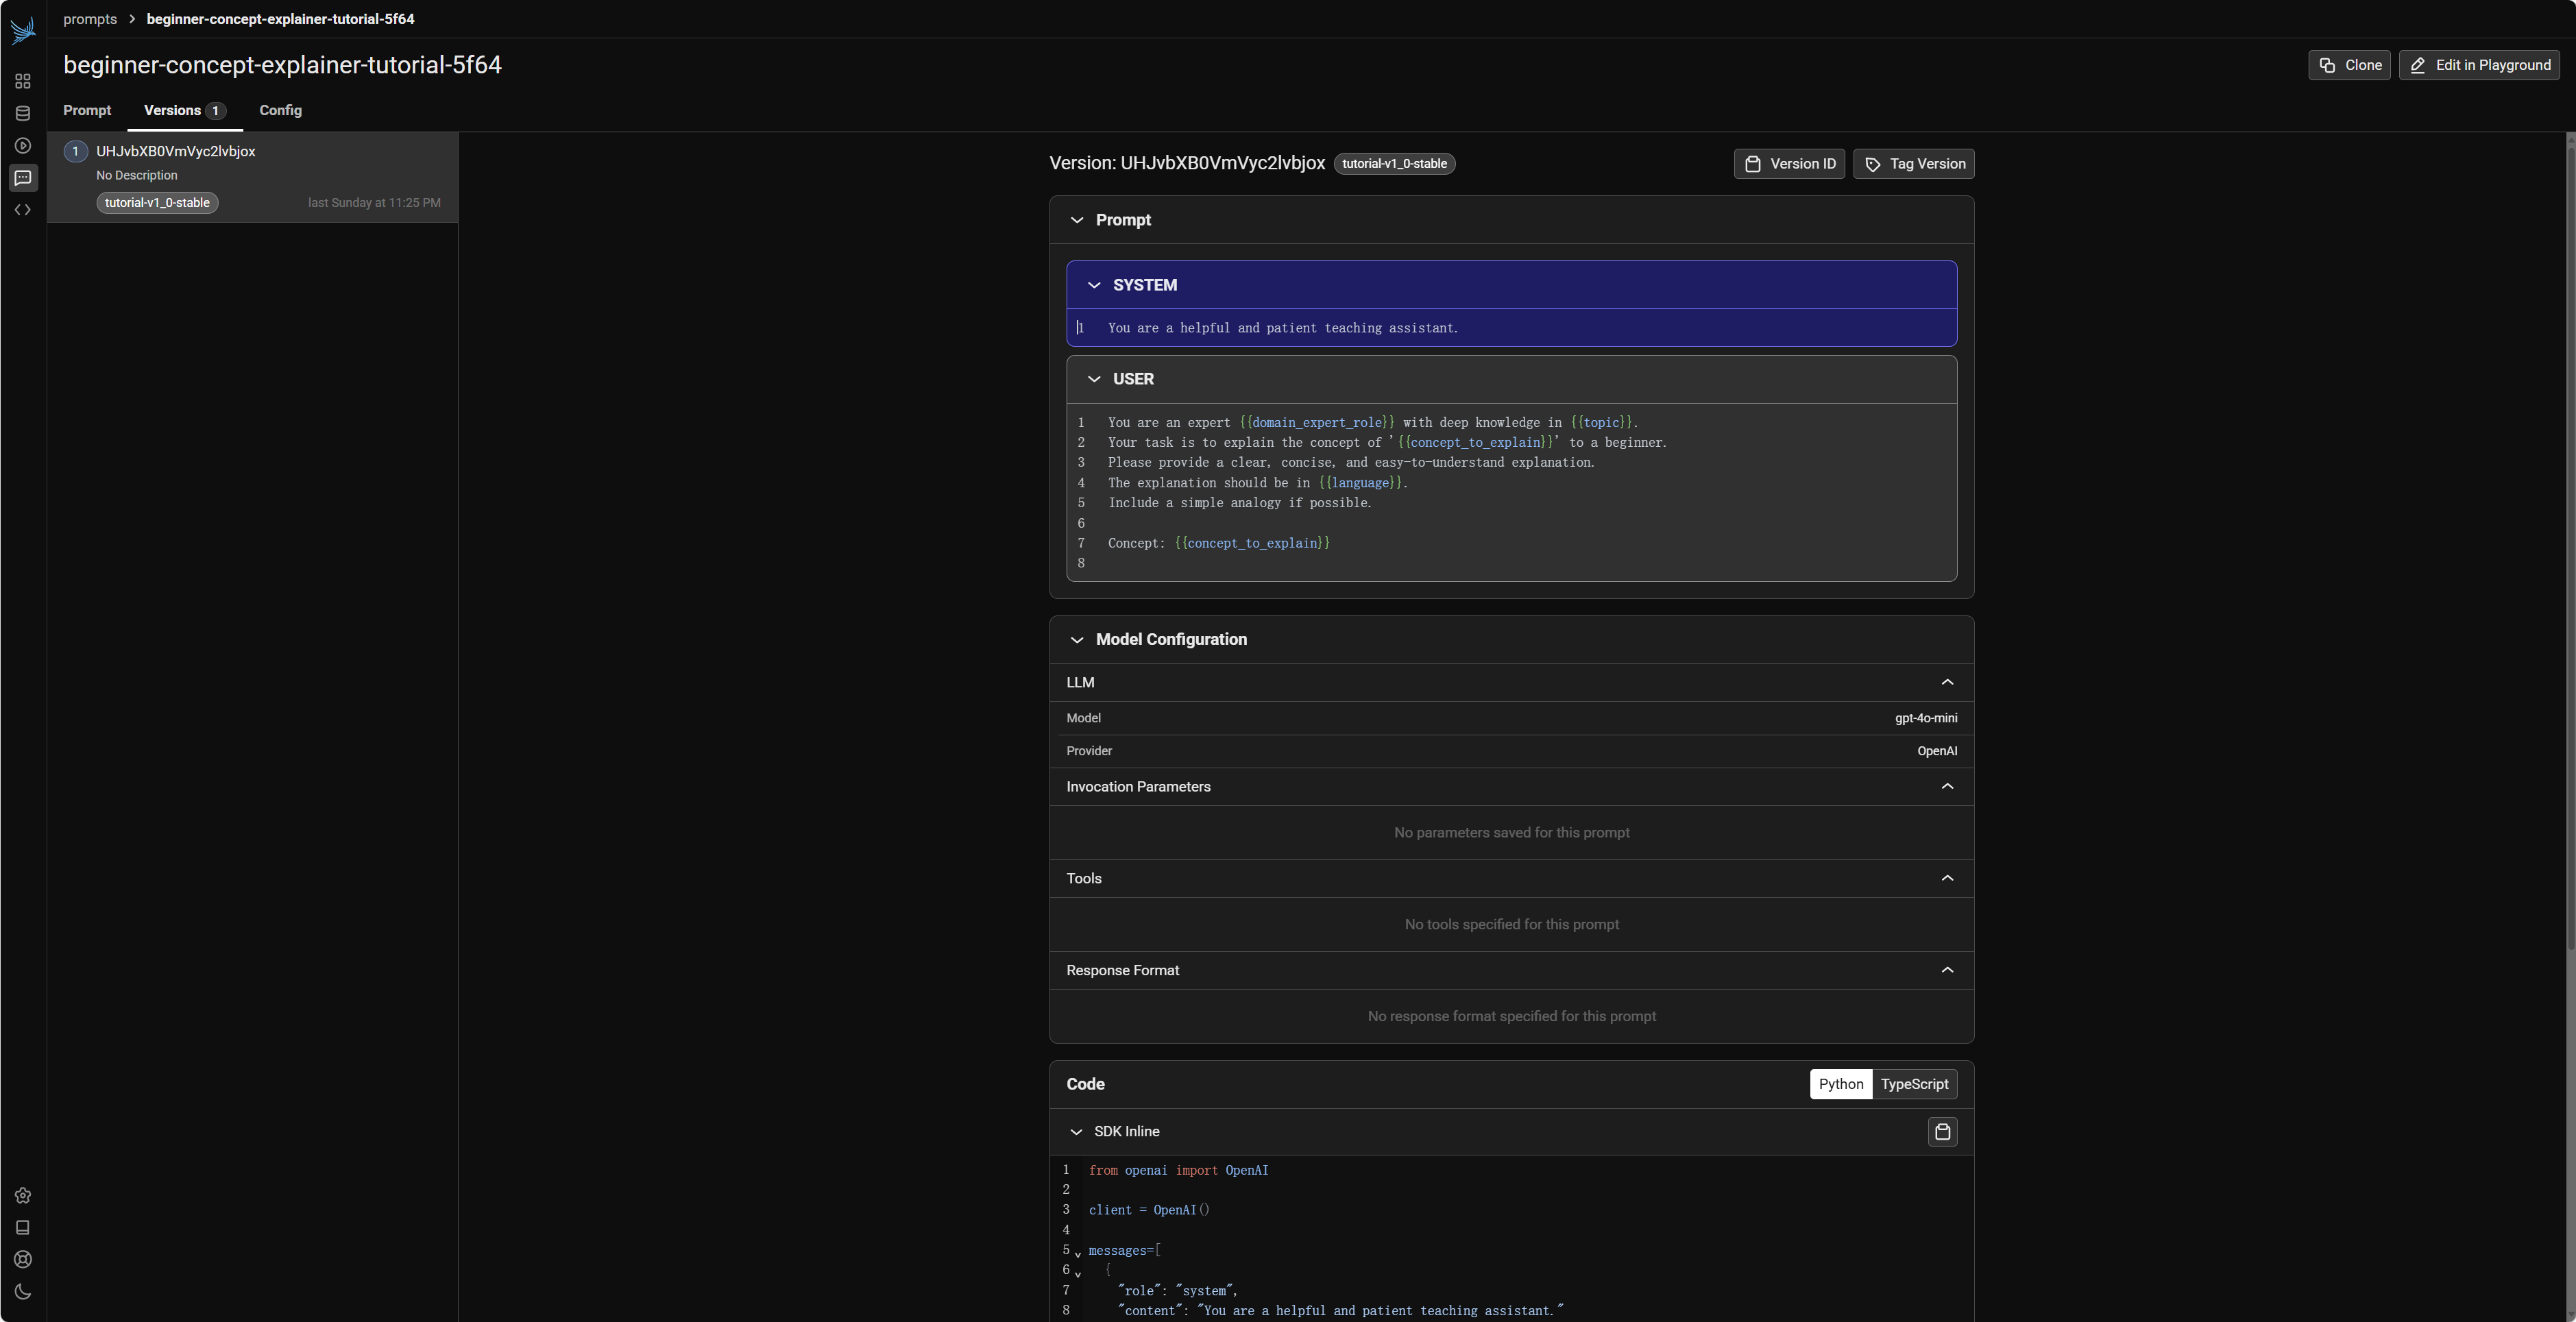 prompts > beginner-concept-explainer-tutorial-5f64
beginner-concept-explainer-tutorial-5f64
Clone
Edit in Playground
Prompt
Versions 1
Config
1 UHJvbXB0VmVyc2lvbjox
No Description
tutorial-v1_0-stable
last Sunday at 11:25 PM
Version: UHJvbXB0VmVyc2lvbjox tutorial-v1_0-stable
Version ID
Tag Version
Prompt
SYSTEM
1 You are a helpful and patient teaching assistant.
USER
1 You are an expert {{domain_expert_role}} with deep knowledge in {{topic}}.
2 Your task is to explain the concept of '{{concept_to_explain}}' to a beginner.
3 Please provide a clear, concise, and easy-to-understand explanation.
4 The explanation should be in {{language}}.
5 Include a simple analogy if possible.
6
7 Concept: {{concept_to_explain}}
8
Model Configuration
LLM
Model gpt-4o-mini
Provider OpenAI
Invocation Parameters
No parameters saved for this prompt
Tools
No tools specified for this prompt
Response Format
No response format specified for this prompt
Code
Python TypeScript
SDK Inline
1 from openai import OpenAI
2
3 client = OpenAI()
4
5 messages=[
6 {
7 "role": "system",
8 "content": "You are a helpful and patient teaching assistant."